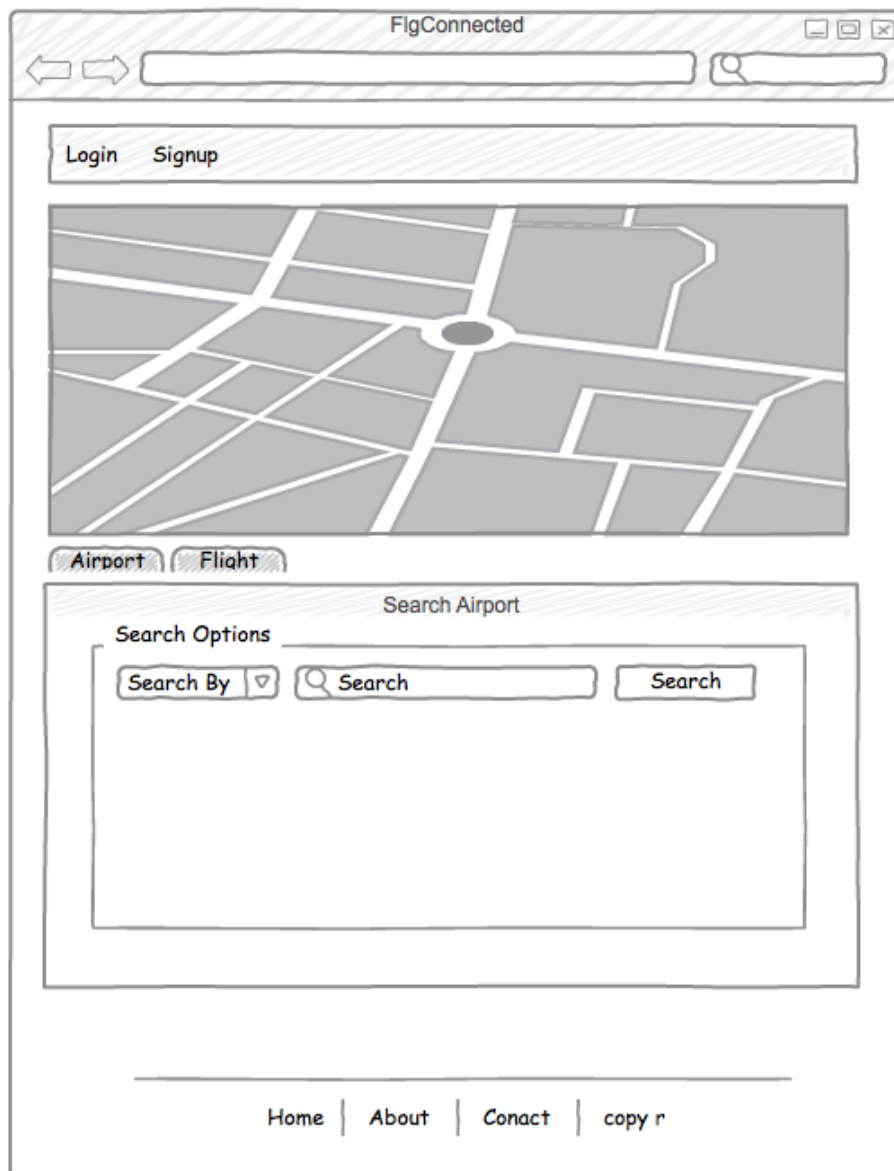 FlgConnected
Login Signup
Airport Flight
Search Airport
Search Options
Search By Search Search
Home About Conact copy r